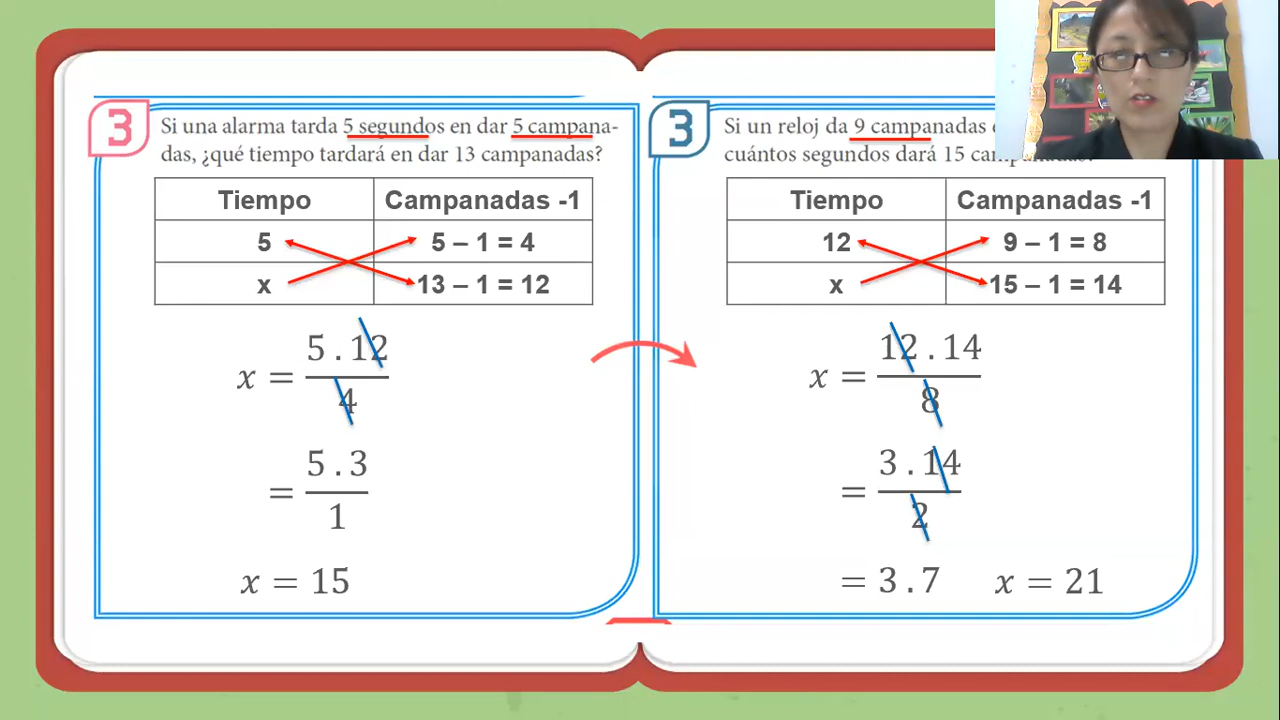 3
Si una alarma tarda 5 segundos en dar 5 campana-
das, ¿qué tiempo tardará en dar 13 campanadas?
Tiempo Campanadas -1
5 5 – 1 = 4
x 13 – 1 = 12
x = 5 . 12 / 4
= 5 . 3 / 1
x = 15
3
Si un reloj da 9 campanadas
cuántos segundos dará 15
Tiempo Campanadas -1
12 9 – 1 = 8
x 15 – 1 = 14
x = 12 . 14 / 8
= 3 . 14 / 2
= 3 . 7 x = 21